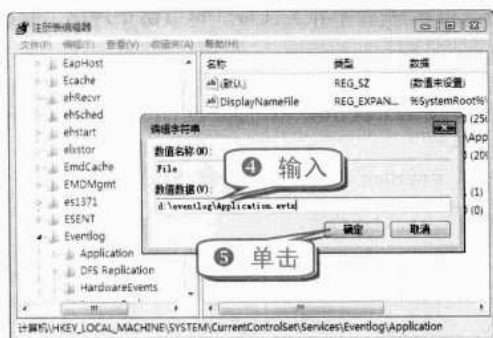 注册表编辑器
文件(F) 编辑(E) 查看(V) 收藏夹(A) 帮助(H)
EapHost
Ecache
ehRecvr
ehSched
ehstart
elxstor
EmdCache
EMDMgmt
es1371
ESENT
Eventlog
Application
DFS Replication
HardwareEvents
名称 类型 数据
(默认) REG_SZ (数值未设置)
DisplayNameFile REG_EXPAN... %SystemRoot%
编辑字符串
数值名称(N):
File
④ 输入
数值数据(V):
d:\eventlog\Application.evtx
确定 取消
⑤ 单击
计算机\HKEY_LOCAL_MACHINE\SYSTEM\CurrentControlSet\Services\Eventlog\Application